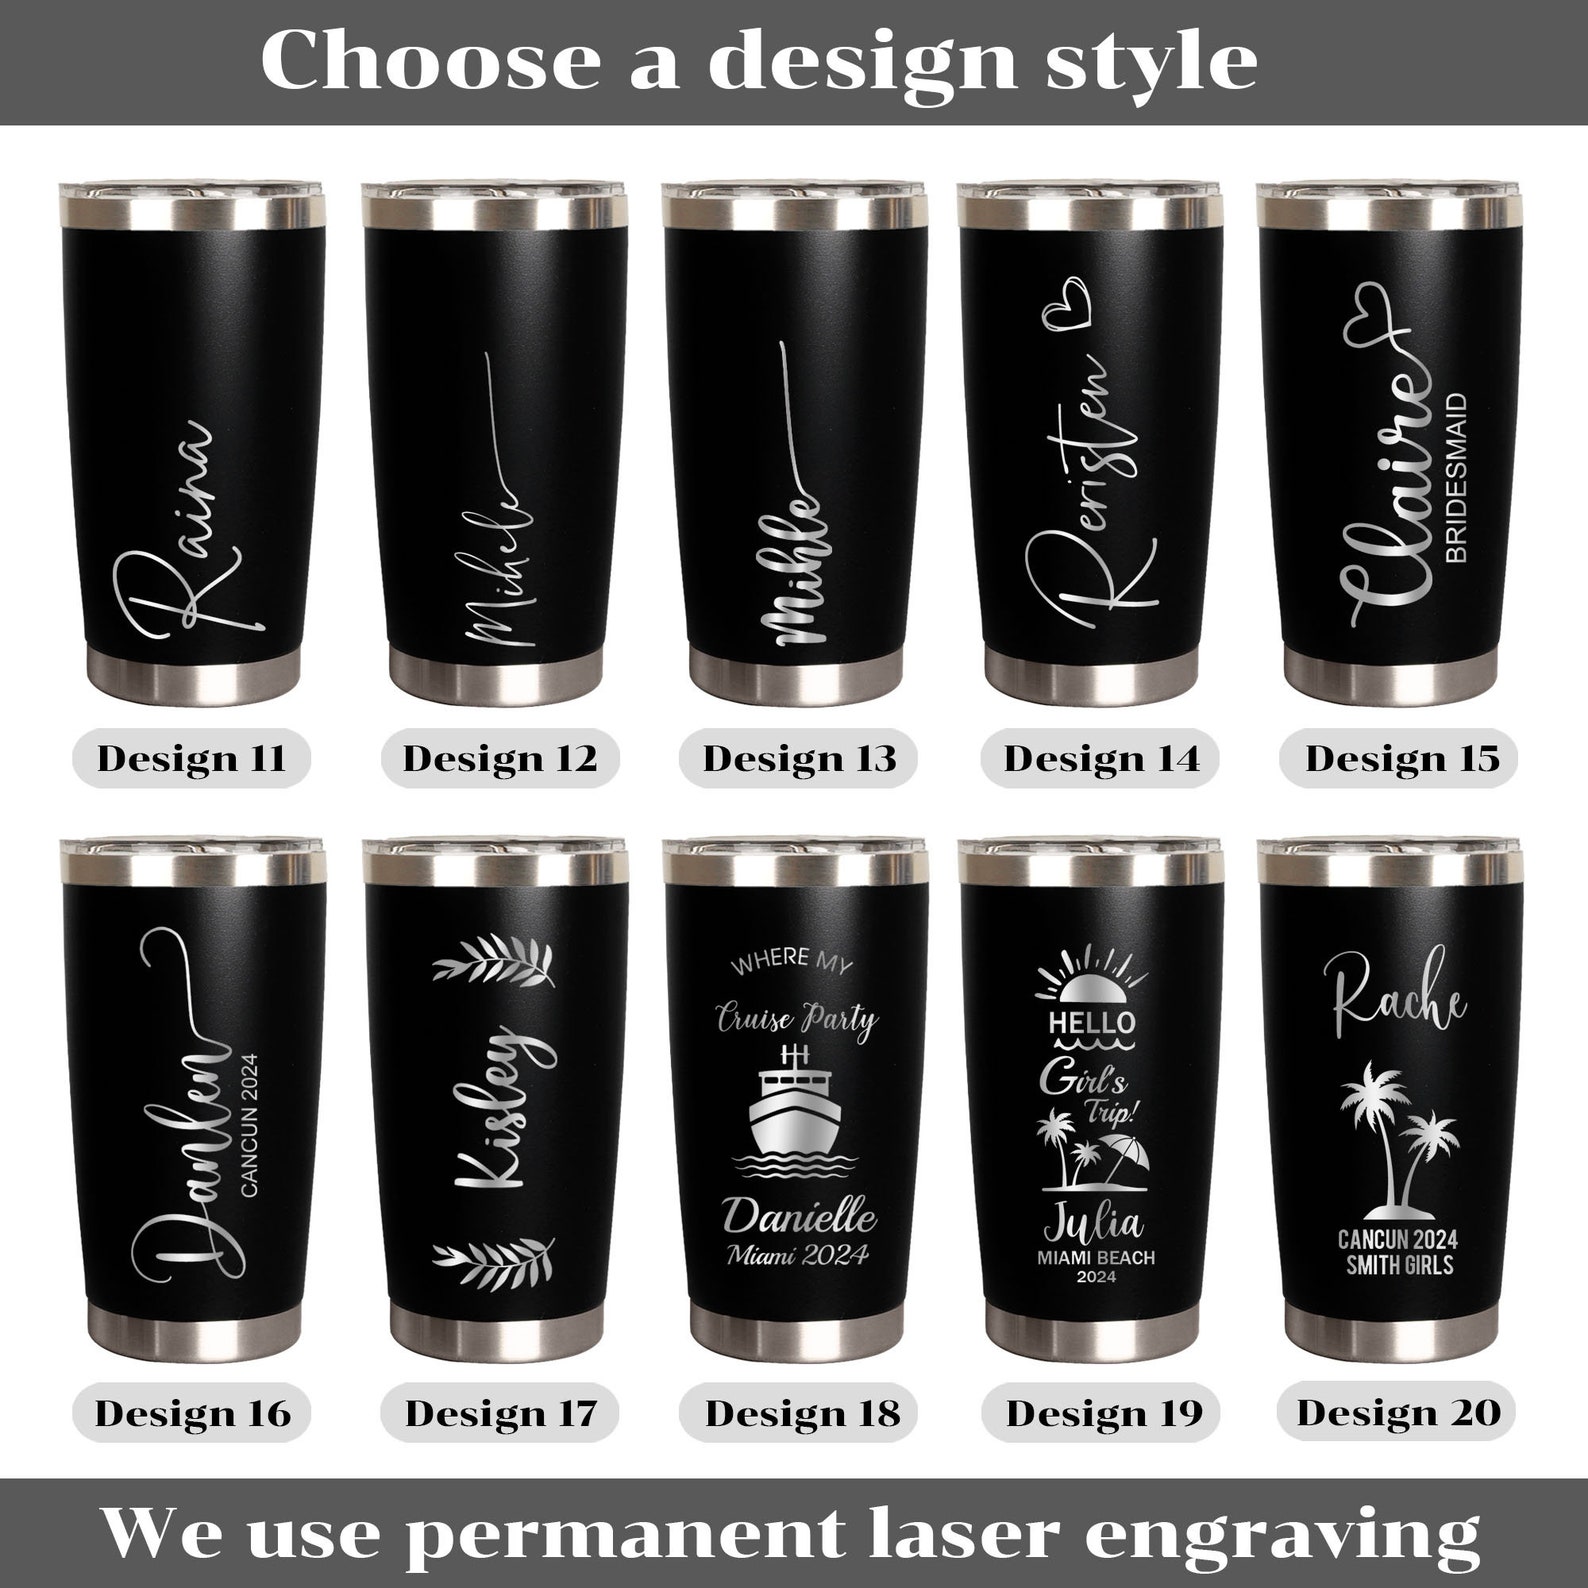 Choose a design style
Raina
Mihele
Mihle
Keristen
Claire
BRIDESMAID
Design 11
Design 12
Design 13
Design 14
Design 15
Danlen
CANCUN 2024
Kisley
WHERE MY
Cruise Party
Danielle
Miami 2024
HELLO
Girl's
Trip!
Julia
MIAMI BEACH
2024
Rache
CANCUN 2024
SMITH GIRLS
Design 16
Design 17
Design 18
Design 19
Design 20
We use permanent laser engraving